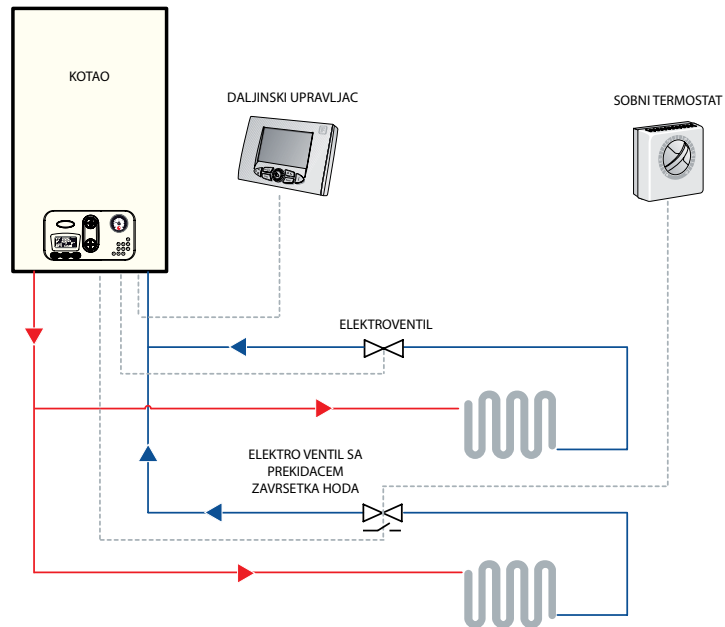 KOTAO
DALJINSKI UPRAVLJAC
SOBNI TERMOSTAT
ELEKTROVENTIL
ELEKTRO VENTIL SA
PREKIDACEM
ZAVRSETKA HODA